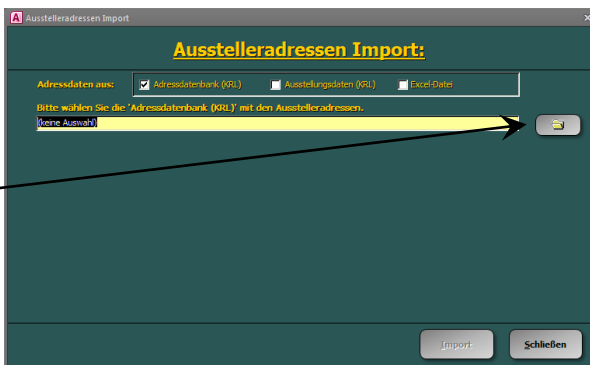 A Ausstelleradressen Import ×
Ausstelleradressen Import:
Adressdaten aus: Adressdatenbank (KRL) Ausstellungsdaten (KRL) Excel-Datei
Bitte wählen Sie die 'Adressdatenbank (KRL)' mit den Ausstelleradressen.
(keine Auswahl)
Import Schließen